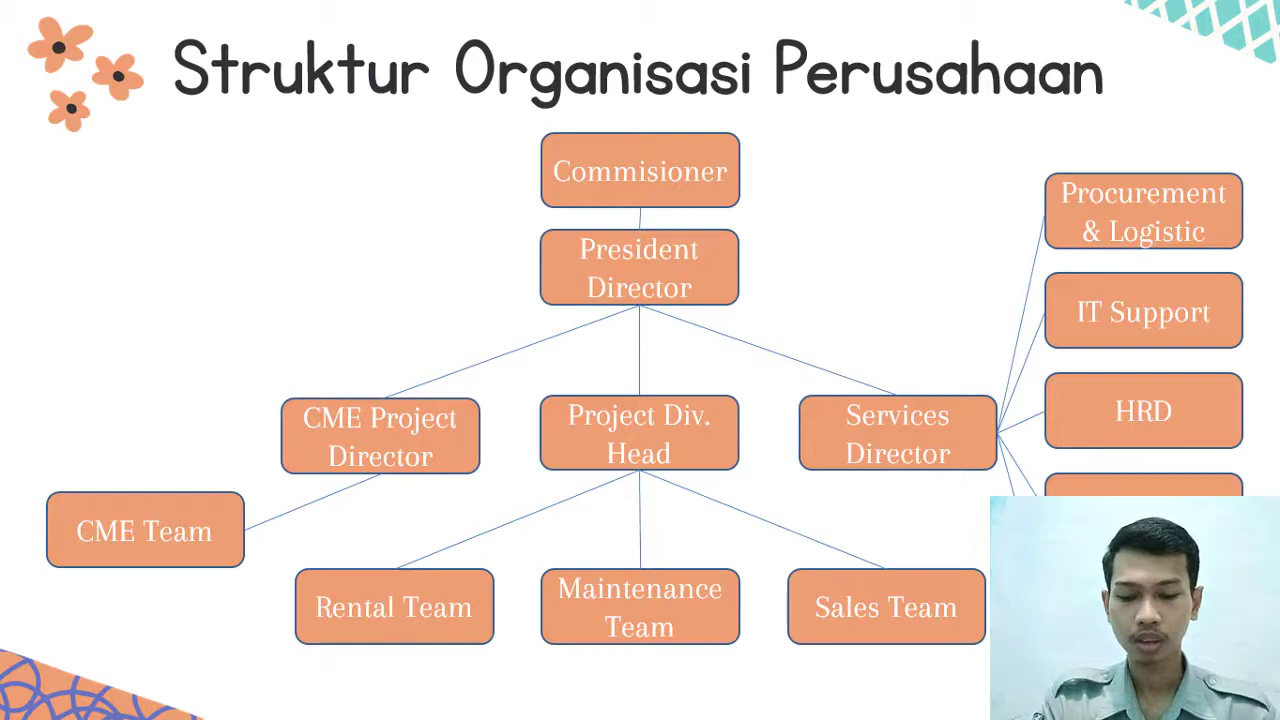 Struktur Organisasi Perusahaan
Commisioner
President
Director
CME Project
Director
Project Div.
Head
Services
Director
CME Team
Rental Team
Maintenance
Team
Sales Team
Procurement
& Logistic
IT Support
HRD